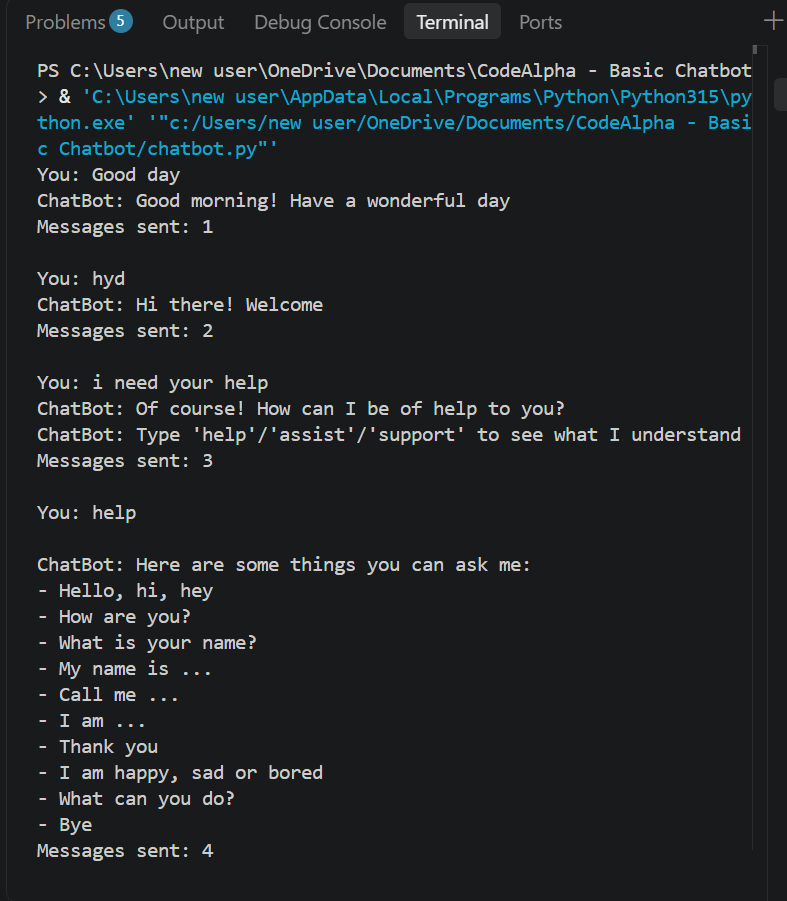 Problems 5 Output Debug Console Terminal Ports +
PS C:\Users\new user\OneDrive\Documents\CodeAlpha - Basic Chatbot
> & 'C:\Users\new user\AppData\Local\Programs\Python\Python315\py
thon.exe' '"c:/Users/new user/OneDrive/Documents/CodeAlpha - Basi
c Chatbot/chatbot.py"'
You: Good day
ChatBot: Good morning! Have a wonderful day
Messages sent: 1
You: hyd
ChatBot: Hi there! Welcome
Messages sent: 2
You: i need your help
ChatBot: Of course! How can I be of help to you?
ChatBot: Type 'help'/'assist'/'support' to see what I understand
Messages sent: 3
You: help
ChatBot: Here are some things you can ask me:
- Hello, hi, hey
- How are you?
- What is your name?
- My name is ...
- Call me ...
- I am ...
- Thank you
- I am happy, sad or bored
- What can you do?
- Bye
Messages sent: 4